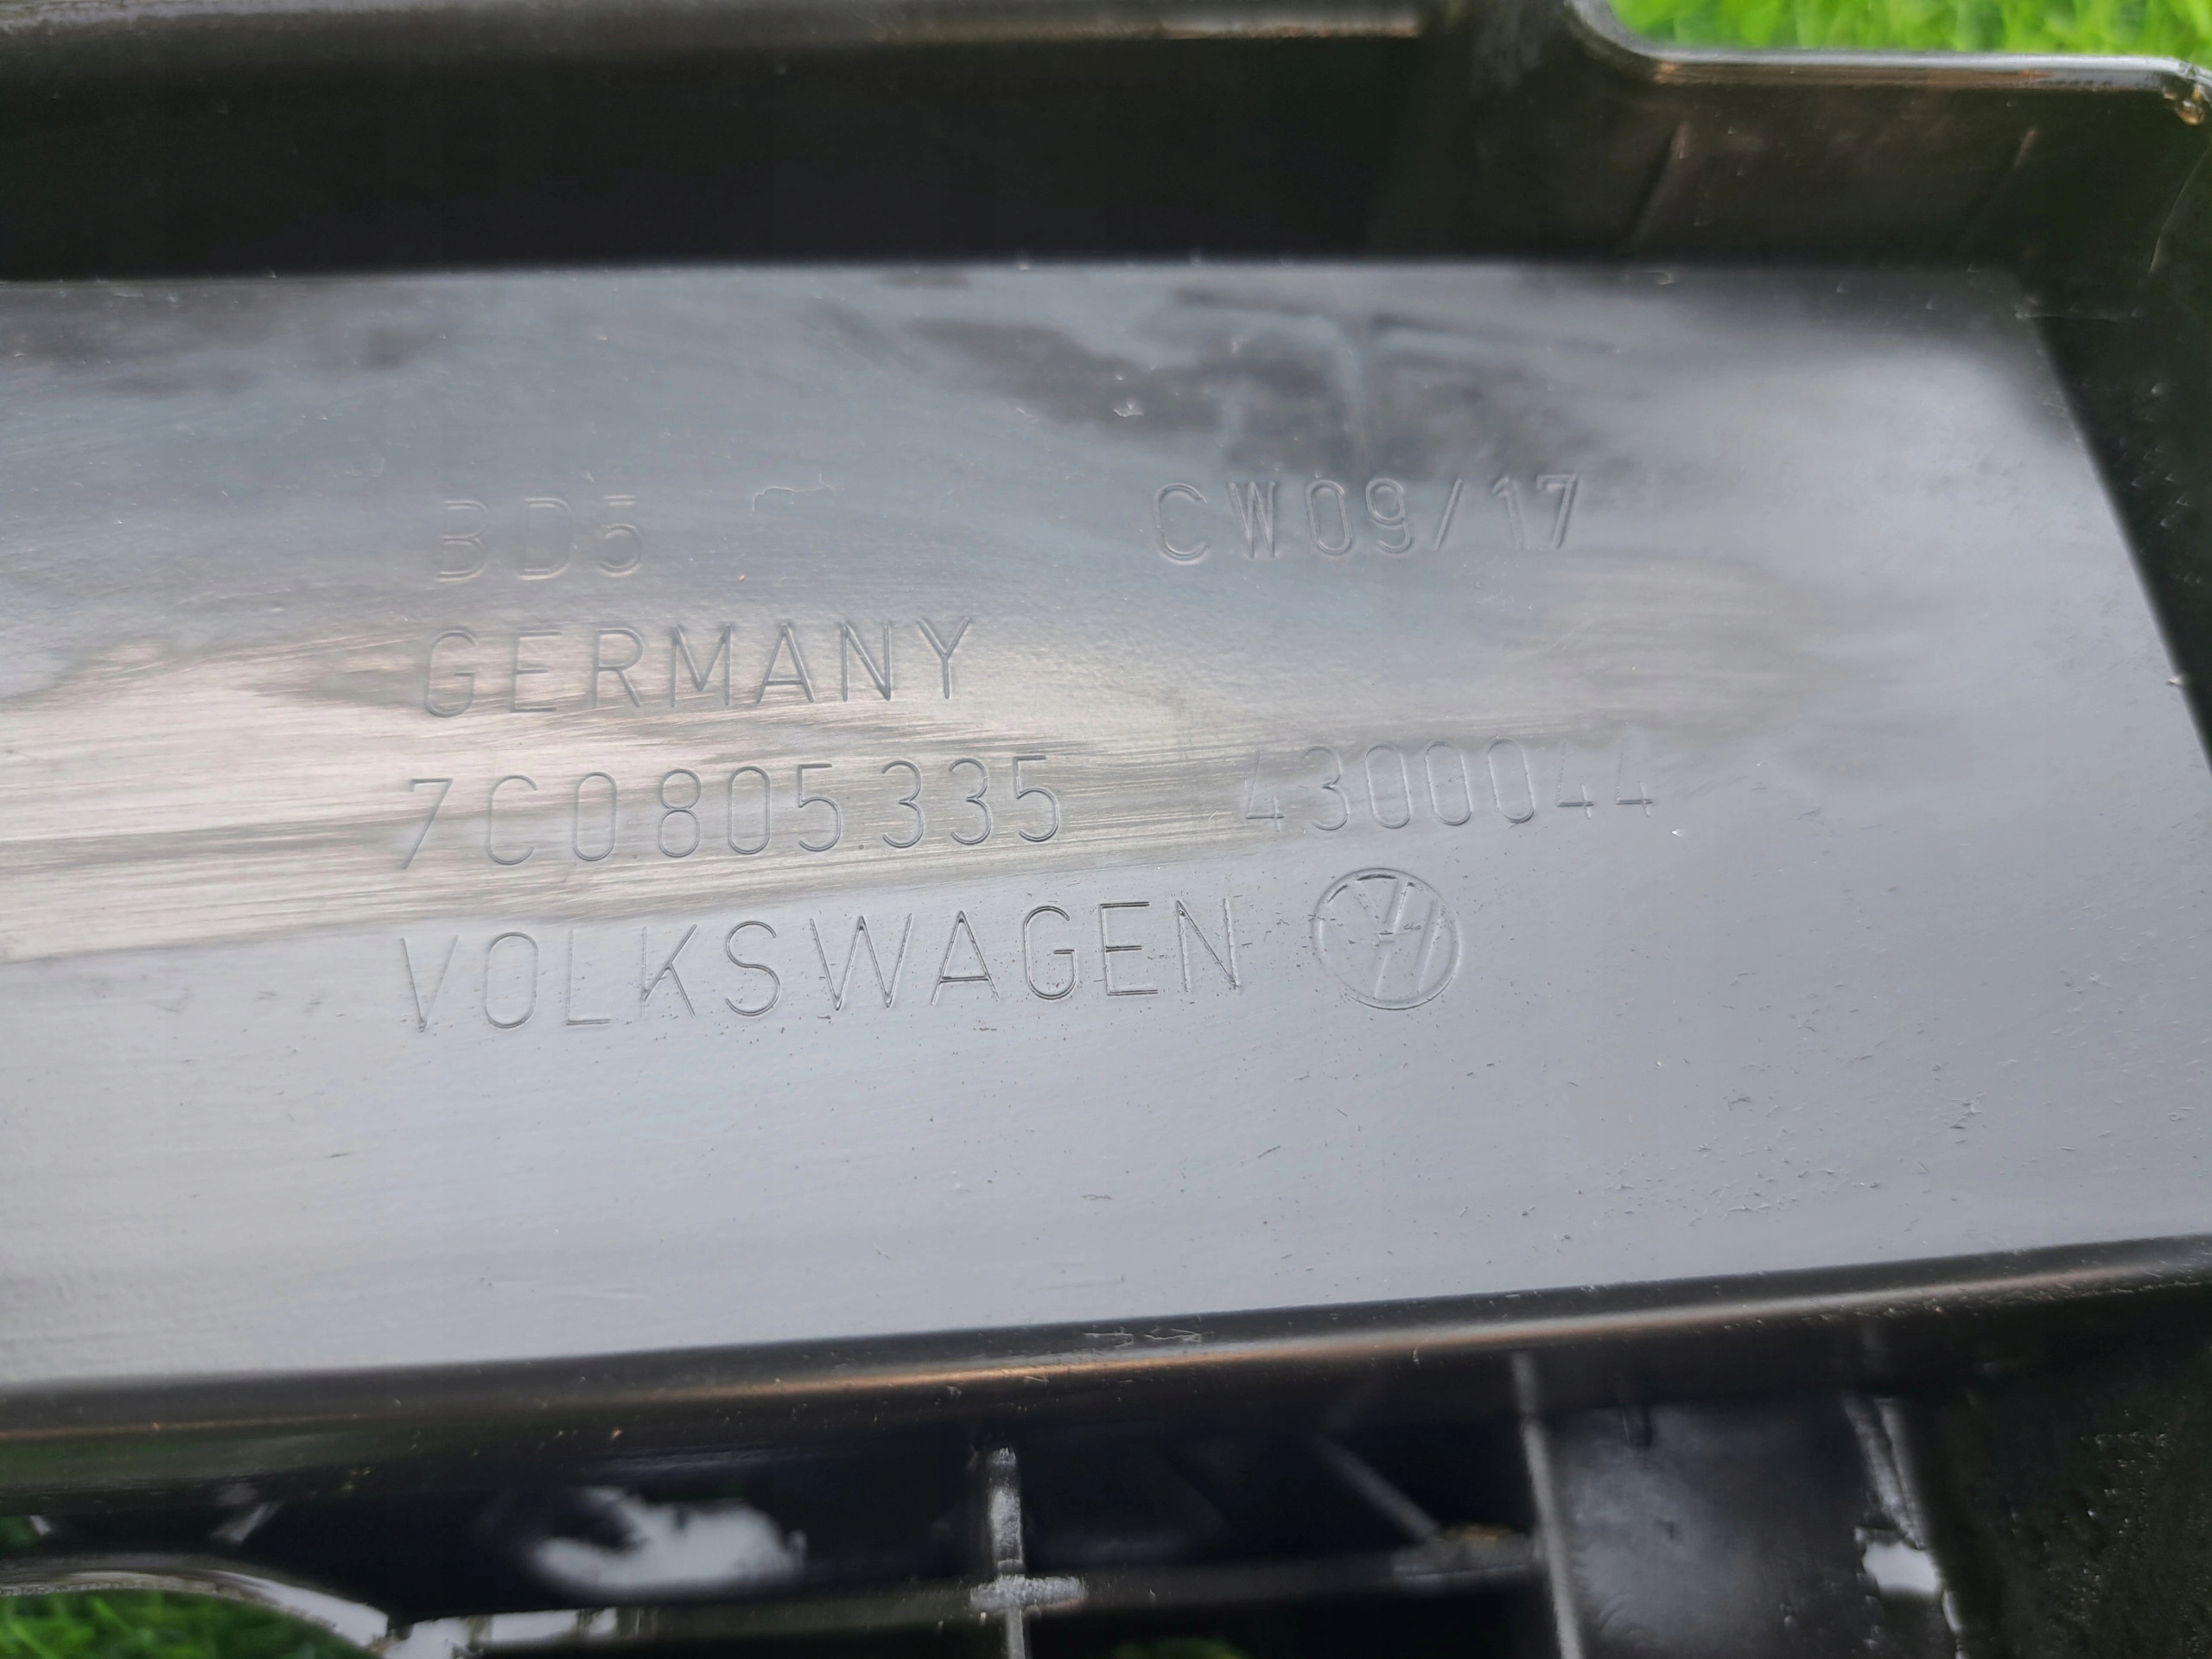 BD5 CW09/17
GERMANY
7C0805335 4300044
VOLKSWAGEN